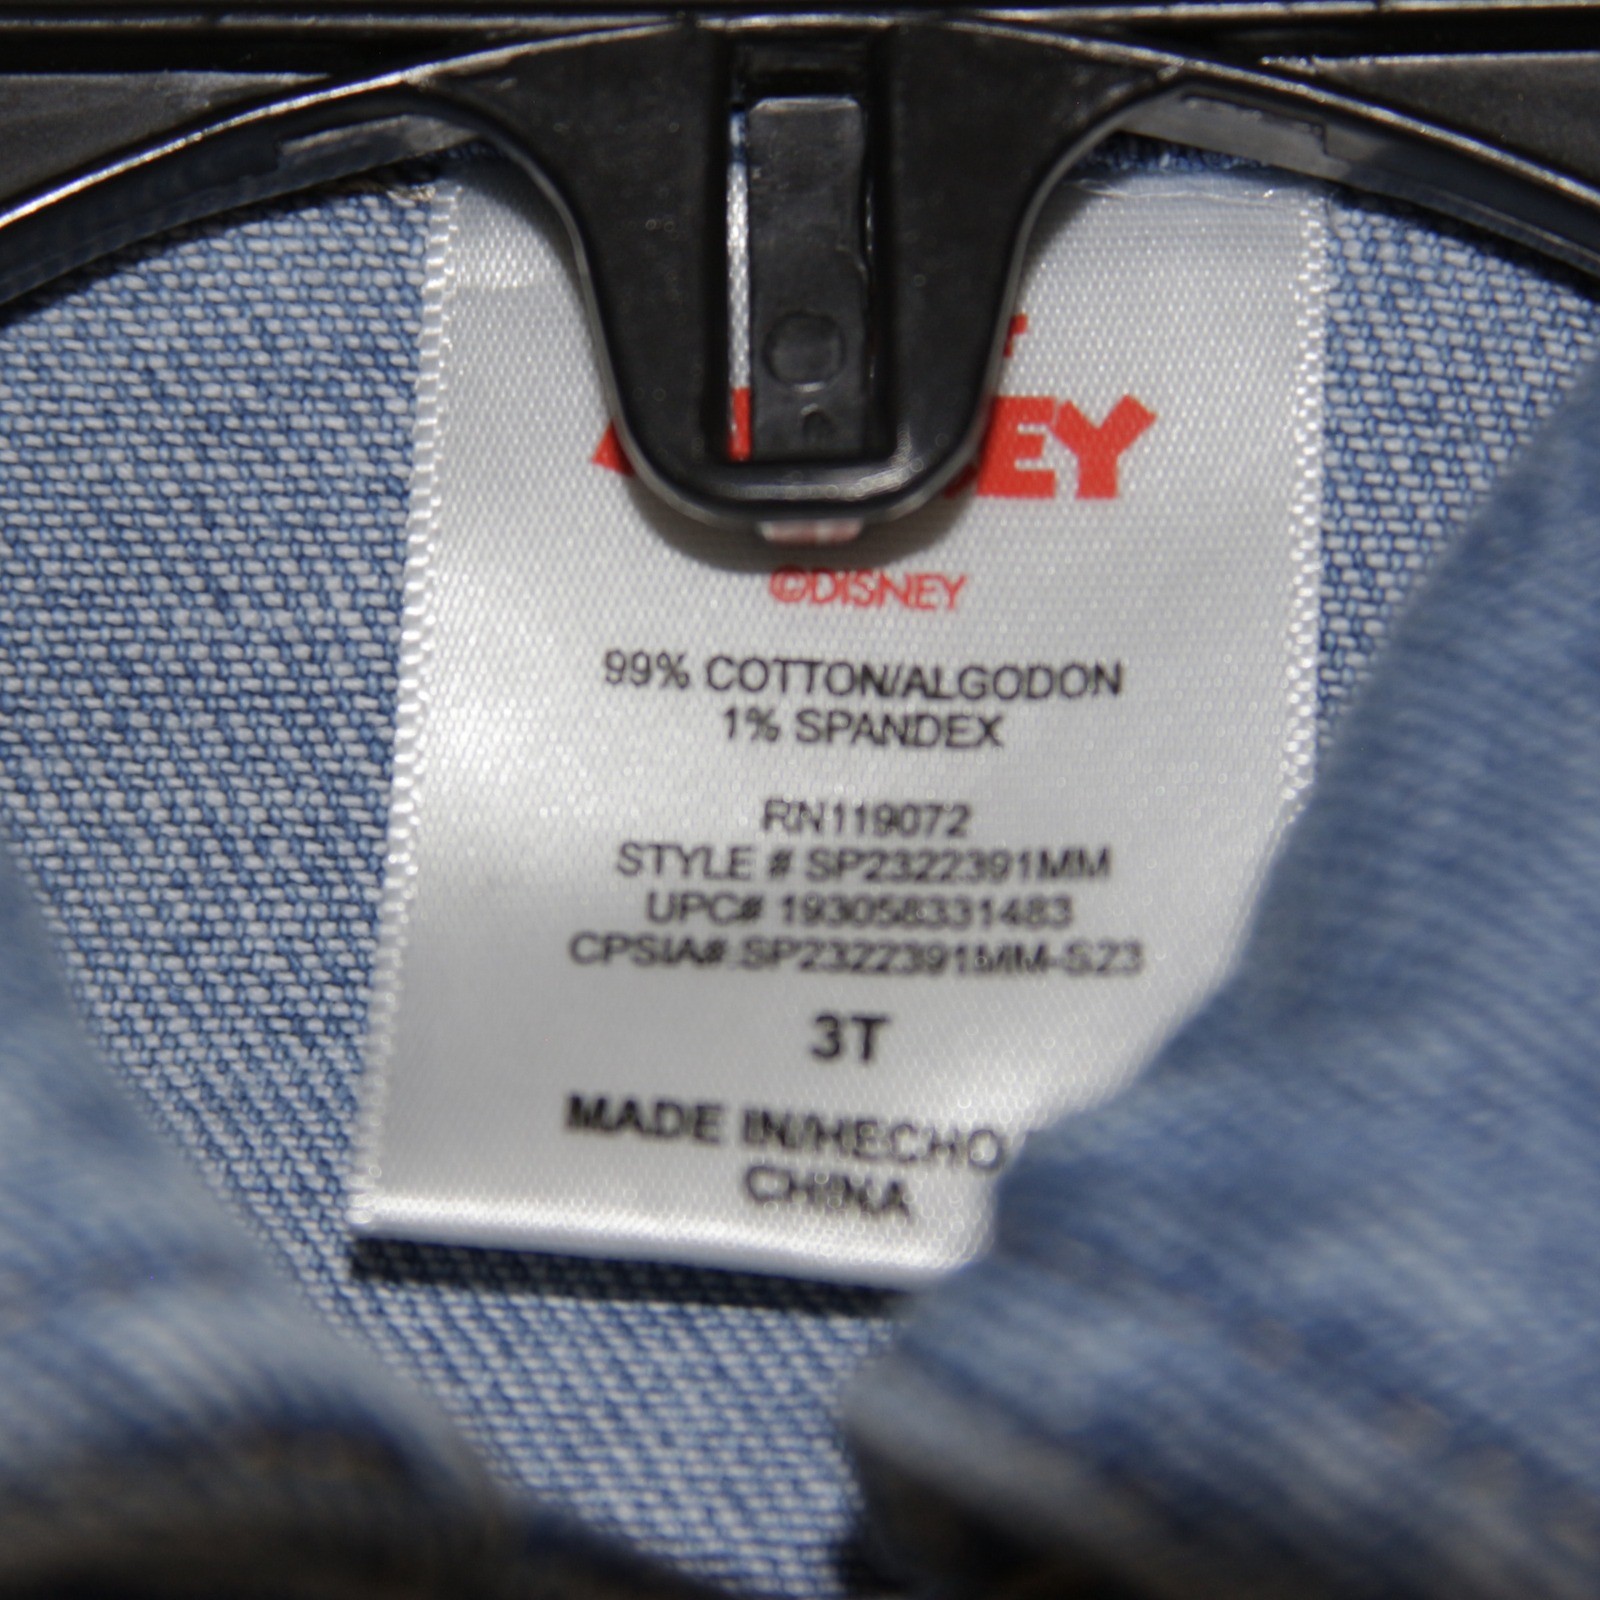 ©DISNEY
99% COTTON/ALGODON
1% SPANDEX
RN119072
STYLE # SP2322391MM
UPC# 193058331483
CPSIA#:SP2322391MM-S23
3T
MADE IN/HECHO
CHINA